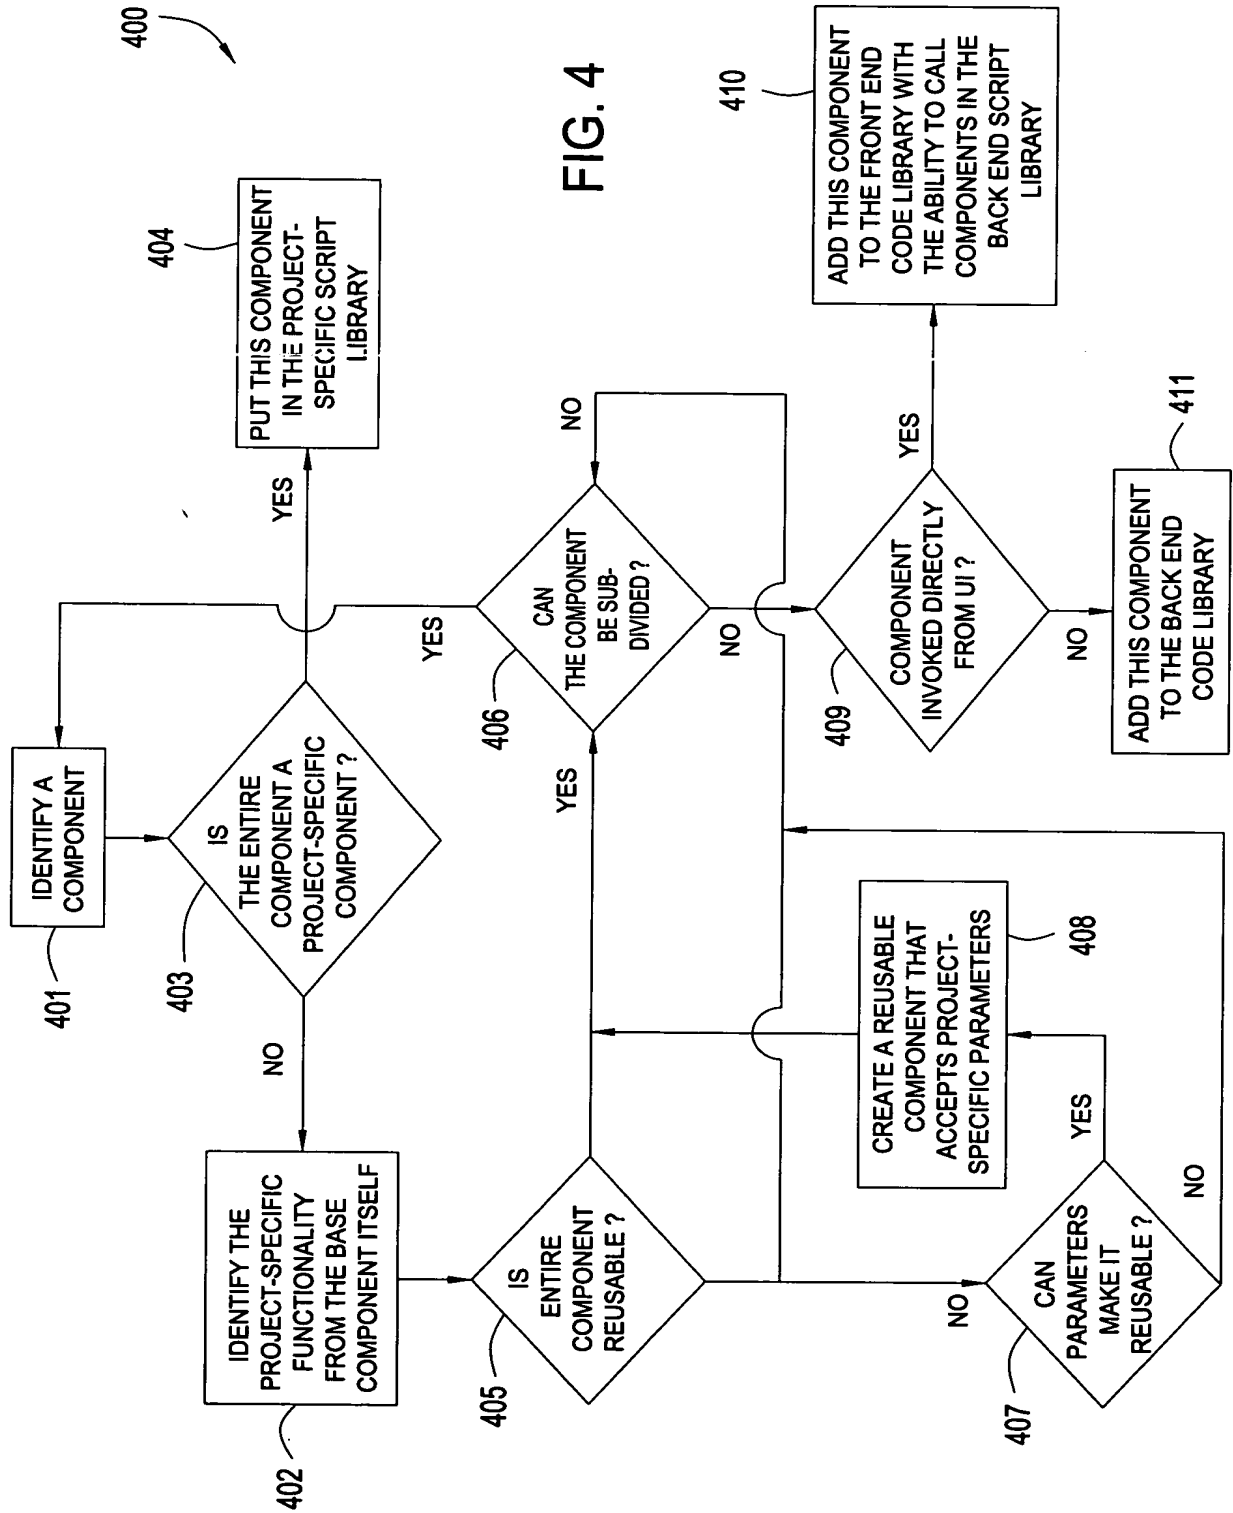 400
401
IDENTIFY A
COMPONENT
403
IS
THE ENTIRE
COMPONENT A
PROJECT-SPECIFIC
COMPONENT ?
YES
404
PUT THIS COMPONENT
IN THE PROJECT-
SPECIFIC SCRIPT
LIBRARY
NO
402
IDENTIFY THE
PROJECT-SPECIFIC
FUNCTIONALITY
FROM THE BASE
COMPONENT ITSELF
405
IS
ENTIRE
COMPONENT
REUSABLE ?
YES
406
CAN
THE COMPONENT
BE SUB-
DIVIDED ?
YES
NO
NO
NO
407
CAN
PARAMETERS
MAKE IT
REUSABLE ?
YES
NO
408
CREATE A REUSABLE
COMPONENT THAT
ACCEPTS PROJECT-
SPECIFIC PARAMETERS
409
COMPONENT
INVOKED DIRECTLY
FROM UI ?
YES
410
ADD THIS COMPONENT
TO THE FRONT END
CODE LIBRARY WITH
THE ABILITY TO CALL
COMPONENTS IN THE
BACK END SCRIPT
LIBRARY
NO
411
ADD THIS COMPONENT
TO THE BACK END
CODE LIBRARY
FIG. 4